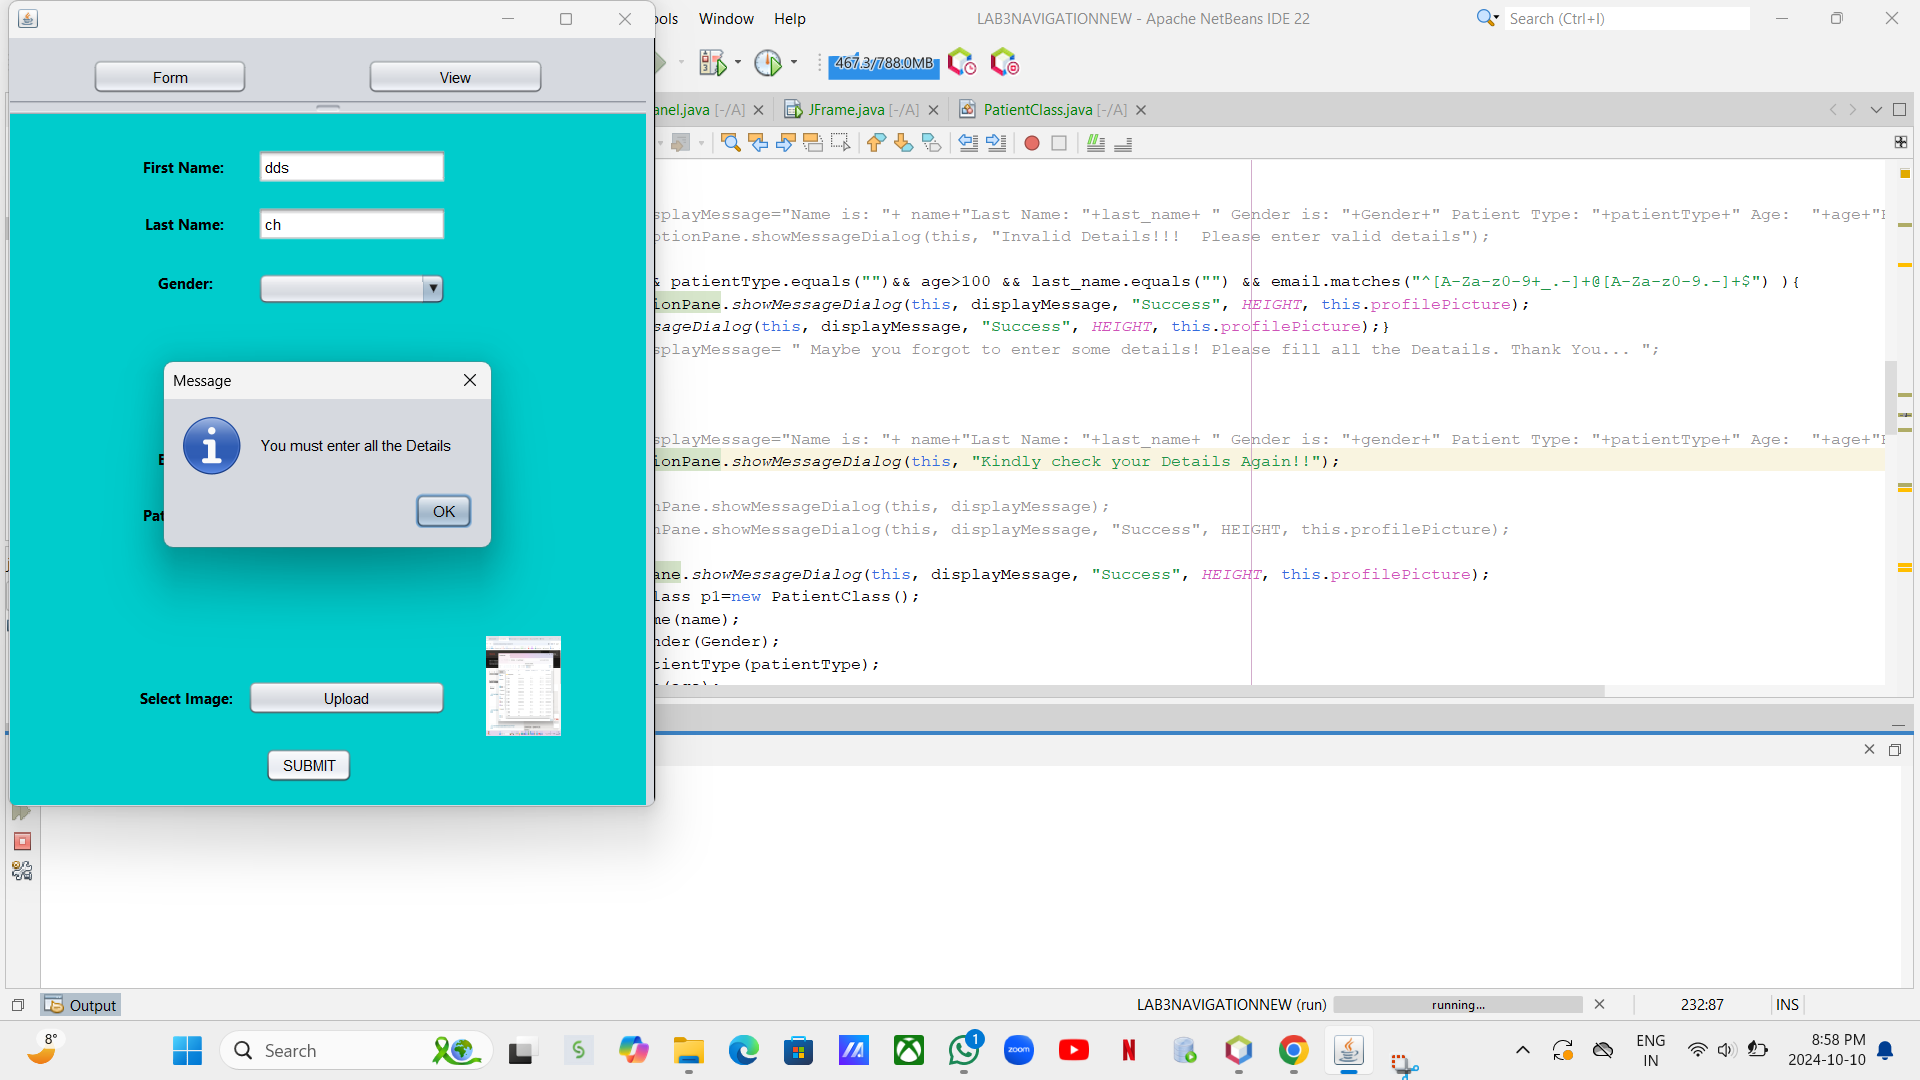 ols Window Help
LAB3NAVIGATIONNEW - Apache NetBeans IDE 22
Search (Ctrl+I)
467.3/788.0MB
Form
View
anel.java [-/A]
JFrame.java [-/A]
PatientClass.java [-/A]
First Name: dds
Last Name: ch
Gender:
Message
You must enter all the Details
OK
Pat
Select Image: Upload
SUBMIT
splayMessage="Name is: "+ name+"Last Name: "+last_name+ " Gender is: "+Gender+" Patient Type: "+patientType+" Age:  "+age+"
ptionPane.showMessageDialog(this, "Invalid Details!!!  Please enter valid details");
& patientType.equals("")&& age>100 && last_name.equals("") && email.matches("^[A-Za-z0-9+_.-]+@[A-Za-z0-9.-]+$") ){
ionPane.showMessageDialog(this, displayMessage, "Success", HEIGHT, this.profilePicture);
sageDialog(this, displayMessage, "Success", HEIGHT, this.profilePicture);}
splayMessage= " Maybe you forgot to enter some details! Please fill all the Deatails. Thank You... ";
splayMessage="Name is: "+ name+"Last Name: "+last_name+ " Gender is: "+gender+" Patient Type: "+patientType+" Age:  "+age+"
ionPane.showMessageDialog(this, "Kindly check your Details Again!!");
nPane.showMessageDialog(this, displayMessage);
nPane.showMessageDialog(this, displayMessage, "Success", HEIGHT, this.profilePicture);
ane.showMessageDialog(this, displayMessage, "Success", HEIGHT, this.profilePicture);
lass p1=new PatientClass();
me(name);
nder(Gender);
tientType(patientType);
Output
LAB3NAVIGATIONNEW (run)
running...
232:87
INS
8°
Search
1
zoom
ENG
IN
8:58 PM
2024-10-10